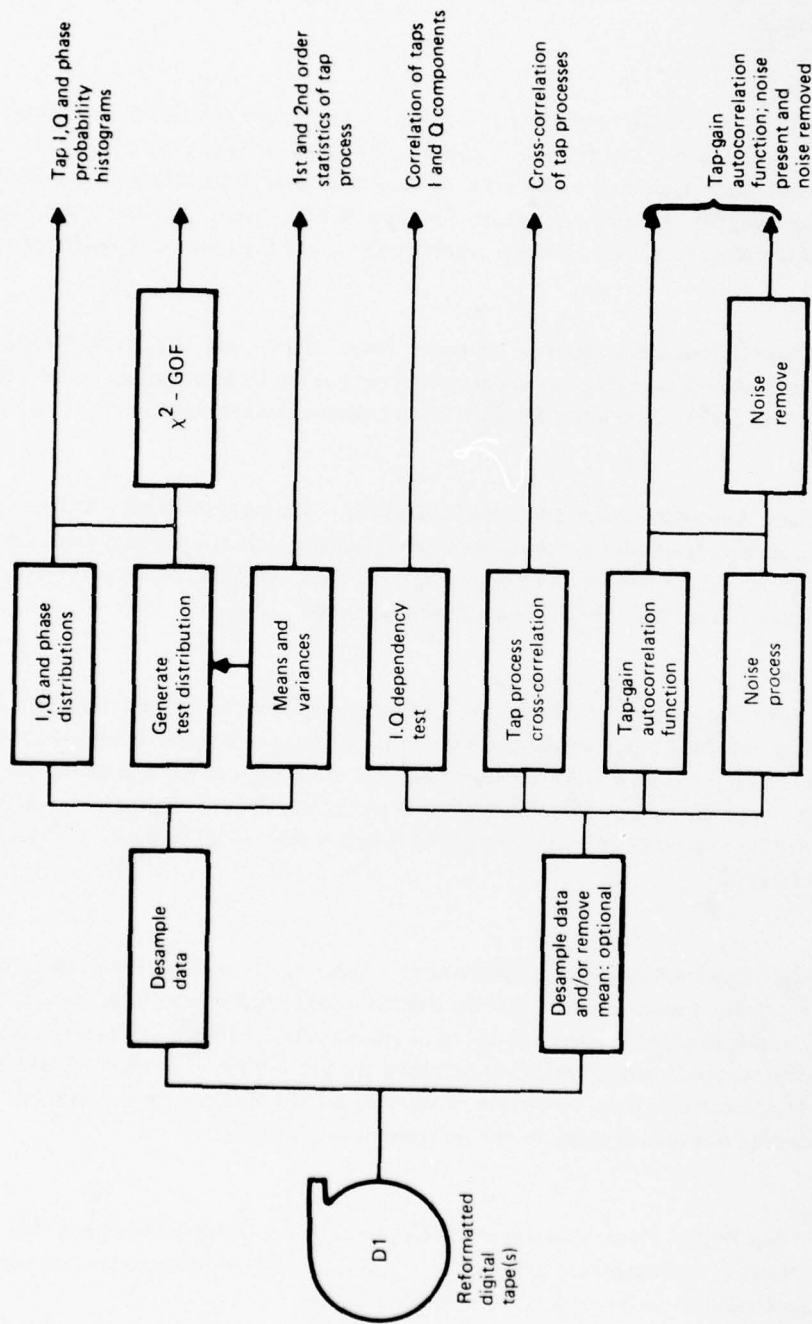 D1
Reformatted
digital
tape(s)
Desample
data
Desample data
and/or remove
mean: optional
I,Q and phase
distributions
Generate
test distribution
Means and
variances
I.Q dependency
test
Tap process
cross-correlation
Tap-gain
autocorrelation
function
Noise
process
χ² - GOF
Noise
remove
Tap I,Q and phase
probability
histograms
1st and 2nd order
statistics of tap
process
Correlation of taps
I and Q components
Cross-correlation
of tap processes
Tap-gain
autocorrelation
function; noise
present and
noise removed